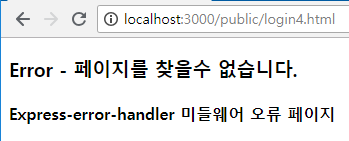 localhost:3000/public/login4.html
Error - 페이지를 찾을수 없습니다.
Express-error-handler 미들웨어 오류 페이지